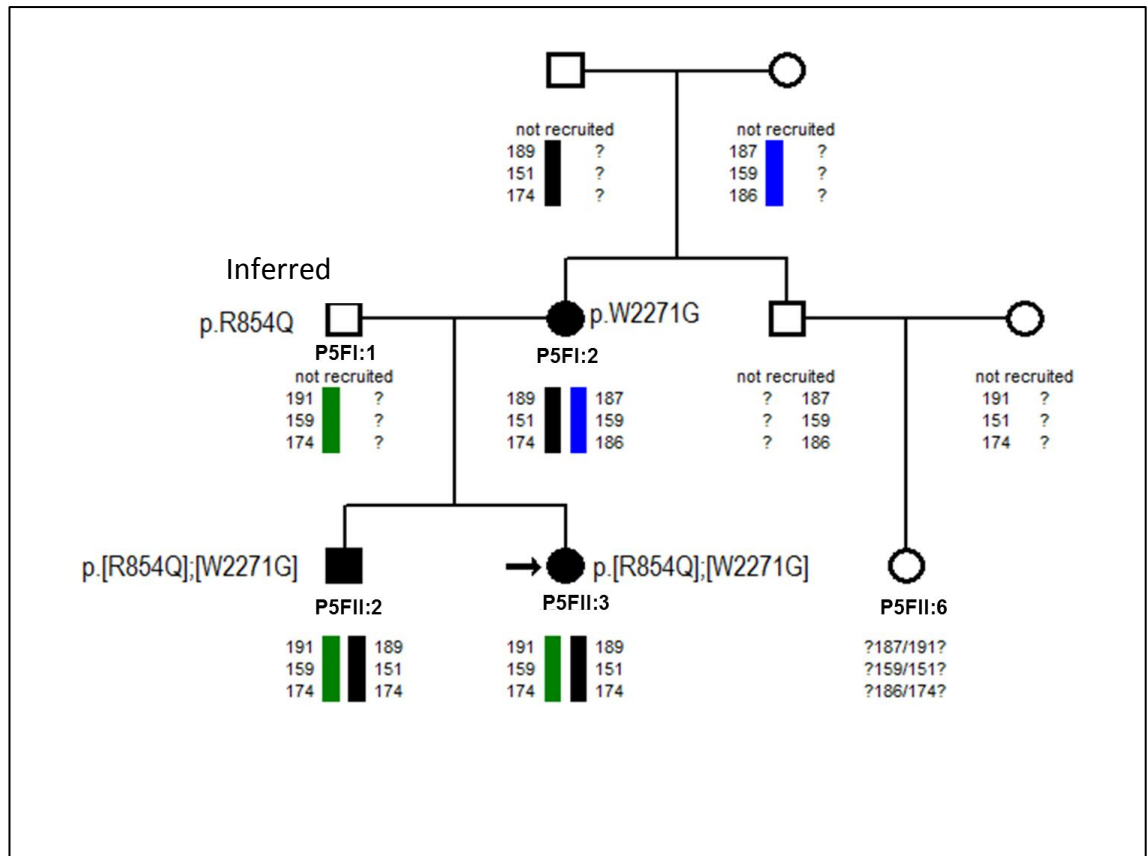 not recruited
189 ?
151 ?
174 ?
not recruited
187 ?
159 ?
186 ?
Inferred
p.R854Q
P5FI:1
not recruited
191 ?
159 ?
174 ?
p.W2271G
P5FI:2
189 187
151 159
174 186
not recruited
? 187
? 159
? 186
not recruited
191 ?
151 ?
174 ?
p.[R854Q];[W2271G]
P5FII:2
191 189
159 151
174 174
p.[R854Q];[W2271G]
P5FII:3
191 189
159 151
174 174
P5FII:6
?187/191?
?159/151?
?186/174?